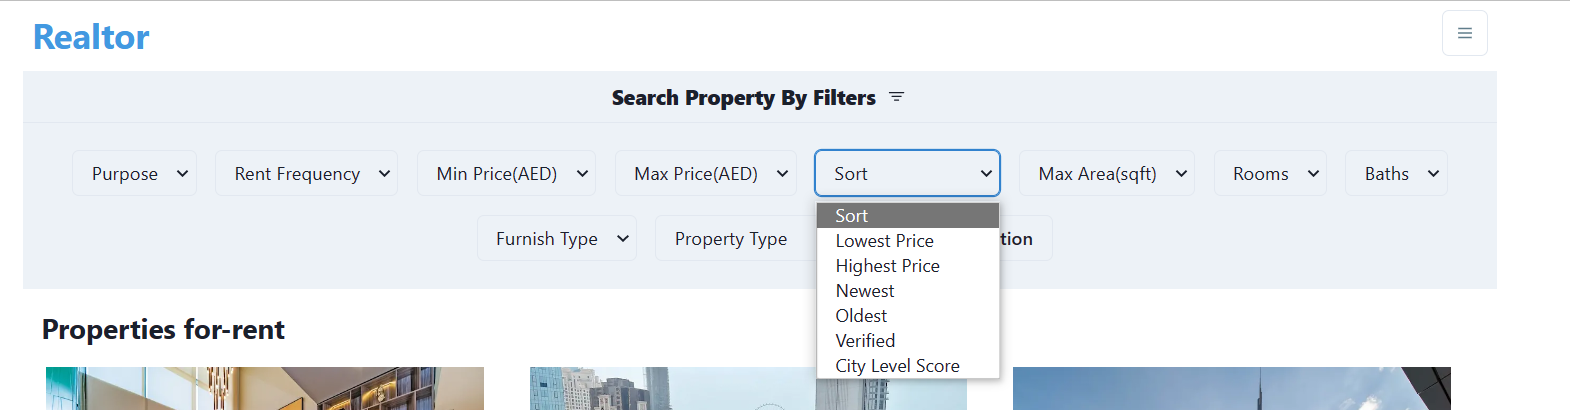 Realtor
Search Property By Filters
Purpose Rent Frequency Min Price(AED) Max Price(AED) Sort Max Area(sqft) Rooms Baths
Sort
Lowest Price
Highest Price
Newest
Oldest
Verified
City Level Score
Furnish Type Property Type tion
Properties for-rent